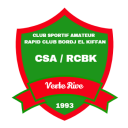 CLUB SPORTIF AMATEUR
RAPID CLUB BORDJ EL KIFFAN
CSA / RCBK
Verte Rive
1993